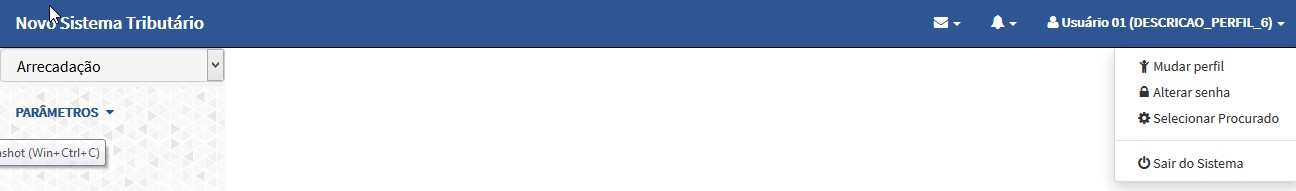 Novo Sistema Tributário
Usuário 01 (DESCRICAO_PERFIL_6)
Arrecadação
PARÂMETROS
(Win+Ctrl+C)
Mudar perfil
Alterar senha
Selecionar Procurado
Sair do Sistema